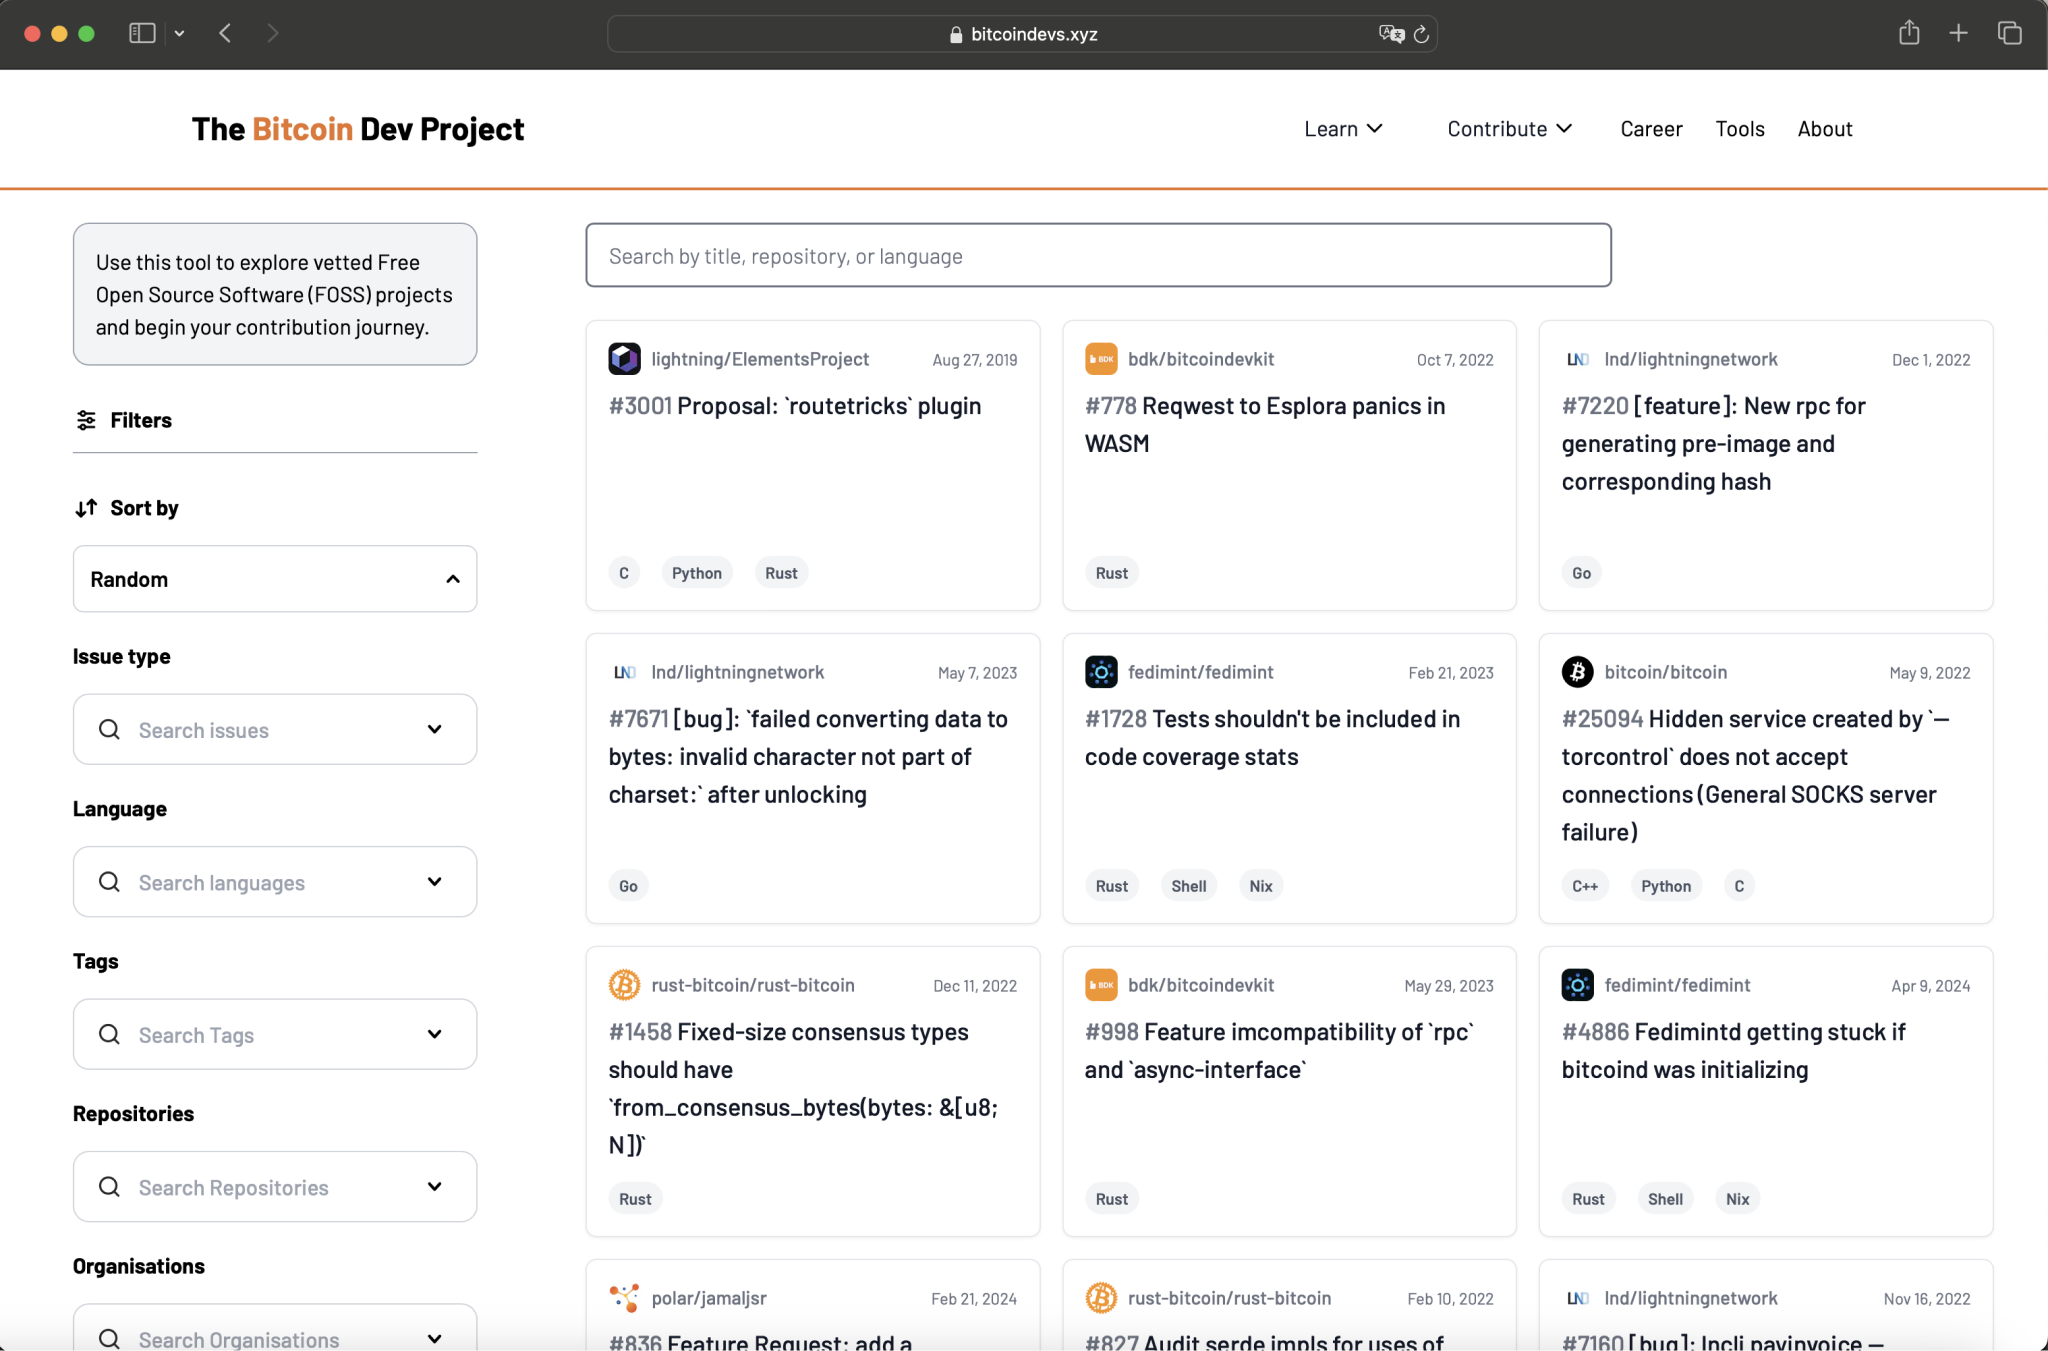 bitcoindevs.xyz
The Bitcoin Dev Project
Learn
Contribute
Career
Tools
About
Use this tool to explore vetted Free
Open Source Software (FOSS) projects
and begin your contribution journey.
Filters
Sort by
Random
Issue type
Search issues
Language
Search languages
Tags
Search Tags
Repositories
Search Repositories
Organisations
Search Organisations
Search by title, repository, or language
lightning/ElementsProject
Aug 27, 2019
#3001 Proposal: `routetricks` plugin
C Python Rust
BDK
bdk/bitcoindevkit
Oct 7, 2022
#778 Reqwest to Esplora panics in
WASM
Rust
LND
lnd/lightningnetwork
Dec 1, 2022
#7220 [feature]: New rpc for
generating pre-image and
corresponding hash
Go
LND
lnd/lightningnetwork
May 7, 2023
#7671 [bug]: `failed converting data to
bytes: invalid character not part of
charset:` after unlocking
Go
fedimint/fedimint
Feb 21, 2023
#1728 Tests shouldn't be included in
code coverage stats
Rust Shell Nix
bitcoin/bitcoin
May 9, 2022
#25094 Hidden service created by `—
torcontrol` does not accept
connections (General SOCKS server
failure)
C++ Python C
rust-bitcoin/rust-bitcoin
Dec 11, 2022
#1458 Fixed-size consensus types
should have
`from_consensus_bytes(bytes: &[u8;
N])`
Rust
BDK
bdk/bitcoindevkit
May 29, 2023
#998 Feature imcompatibility of `rpc`
and `async-interface`
Rust
fedimint/fedimint
Apr 9, 2024
#4886 Fedimintd getting stuck if
bitcoind was initializing
Rust Shell Nix
polar/jamaljsr
Feb 21, 2024
#836 Feature Request: add a
rust-bitcoin/rust-bitcoin
Feb 10, 2022
#827 Audit serde impls for uses of
LND
lnd/lightningnetwork
Nov 16, 2022
#7160 [bug]: lncli payinvoice —